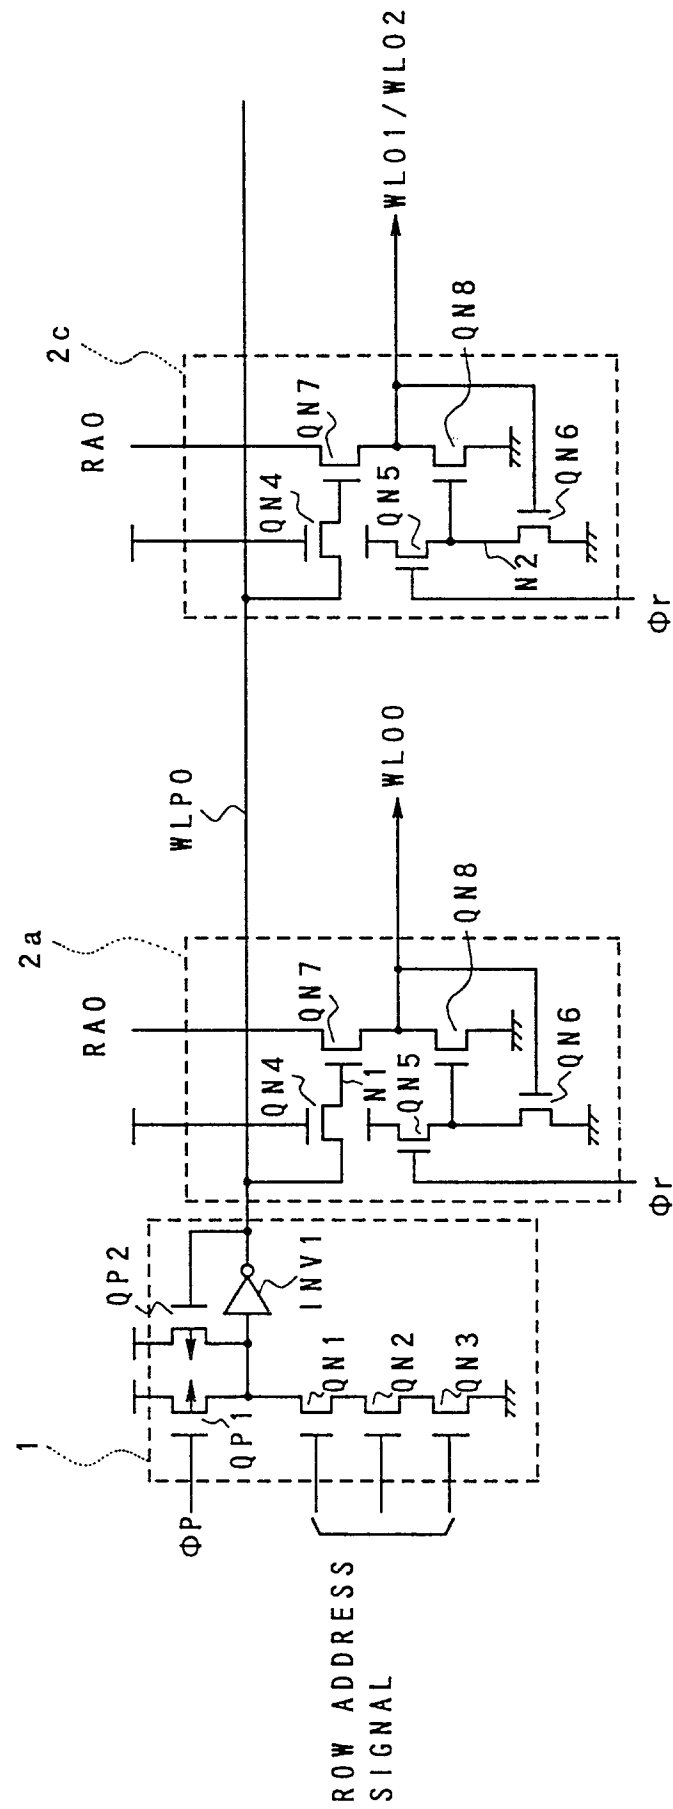 1
ΦP
QP1
QP2
INV1
QN1
QN2
QN3
ROW ADDRESS
SIGNAL
2a
RA0
QN4
QN7
N1
QN5
QN8
QN6
Φr
WL00
WLP0
2c
RA0
QN4
QN7
QN5
QN8
N2
QN6
Φr
WL01/WL02